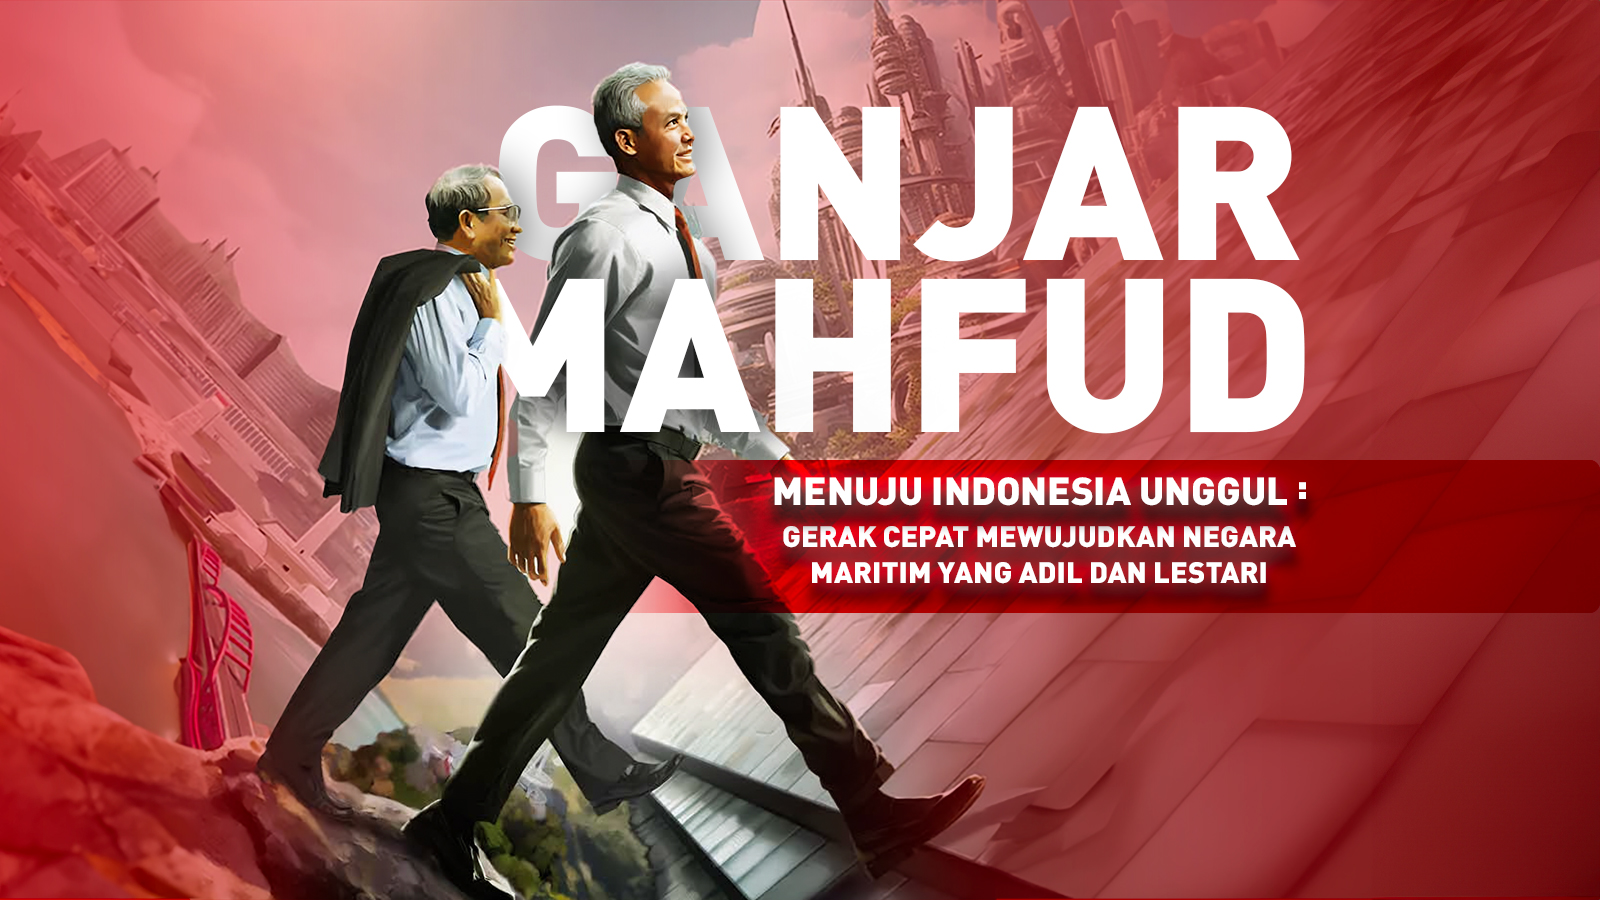 GANJAR
MAHFUD
MENUJU INDONESIA UNGGUL :
GERAK CEPAT MEWUJUDKAN NEGARA
MARITIM YANG ADIL DAN LESTARI